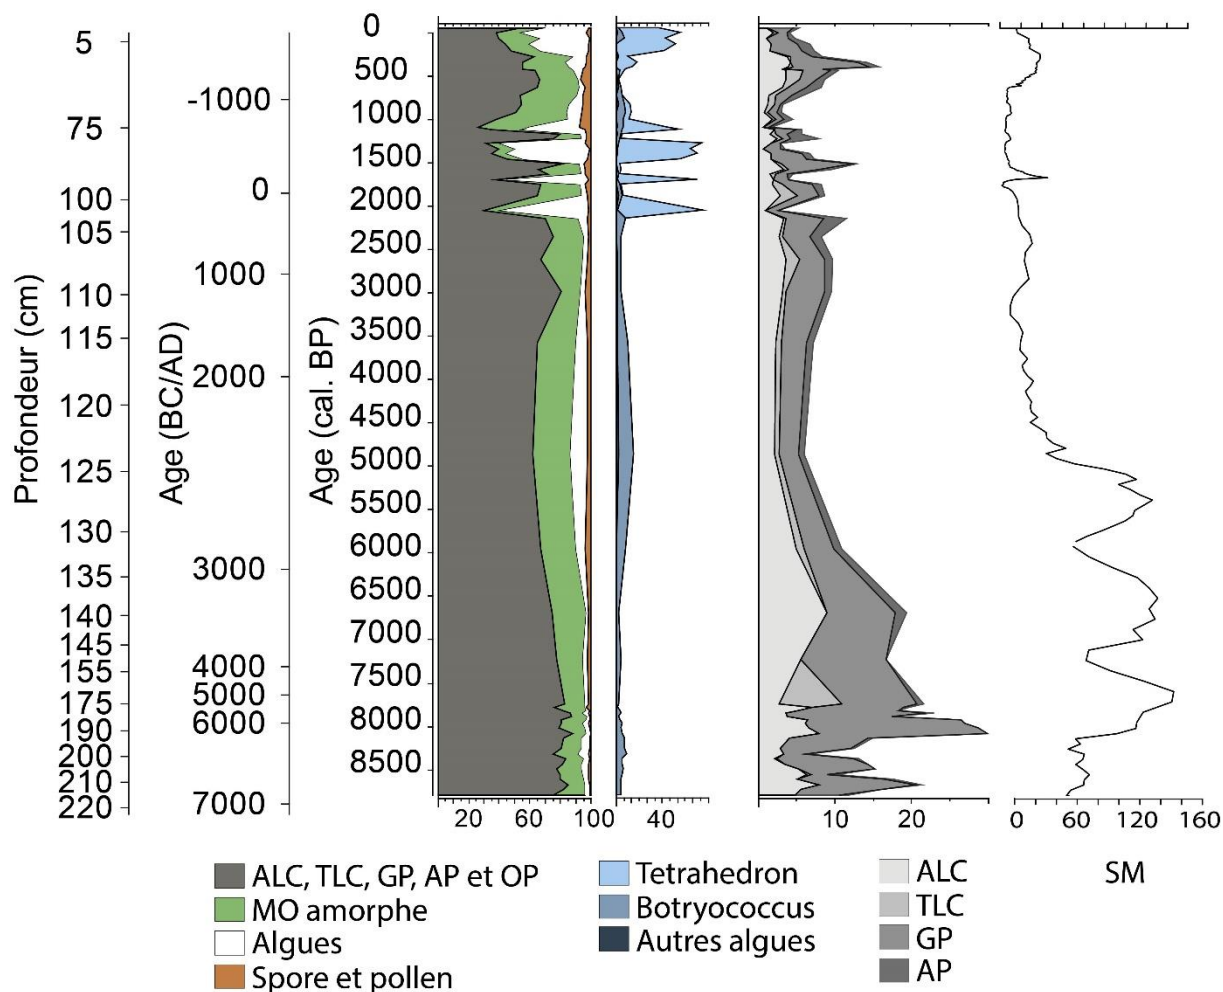 Profondeur (cm)
5
75
100
105
110
115
120
125
130
135
140
145
155
175
190
200
210
220
Age (BC/AD)
-1000
0
1000
2000
3000
4000
5000
6000
7000
Age (cal. BP)
0
500
1000
1500
2000
2500
3000
3500
4000
4500
5000
5500
6000
6500
7000
7500
8000
8500
20 60 100
40
10 20
0 60 120 160
SM
ALC, TLC, GP, AP et OP
MO amorphe
Algues
Spore et pollen
Tetrahedron
Botryococcus
Autres algues
ALC
TLC
GP
AP